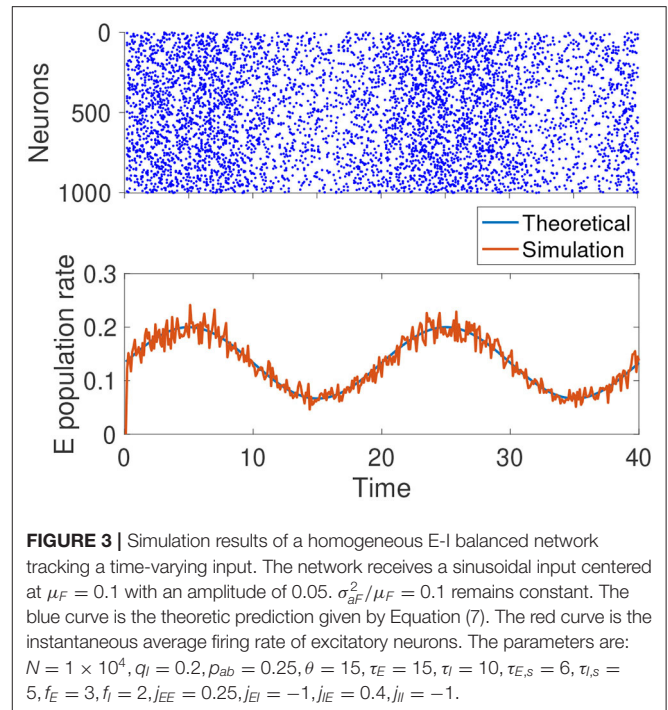 0
500
1000
Neurons
Theoretical
Simulation
0.3
0.2
0.1
0
E population rate
0 10 20 30 40
Time
FIGURE 3 | Simulation results of a homogeneous E-I balanced network
tracking a time-varying input. The network receives a sinusoidal input centered
at μF = 0.1 with an amplitude of 0.05. σ²aF/μF = 0.1 remains constant. The
blue curve is the theoretic prediction given by Equation (7). The red curve is the
instantaneous average firing rate of excitatory neurons. The parameters are:
N = 1 × 10⁴, qI = 0.2, pab = 0.25, θ = 15, τE = 15, τI = 10, τE,s = 6, τI,s =
5, fE = 3, fI = 2, jEE = 0.25, jEI = −1, jIE = 0.4, jII = −1.